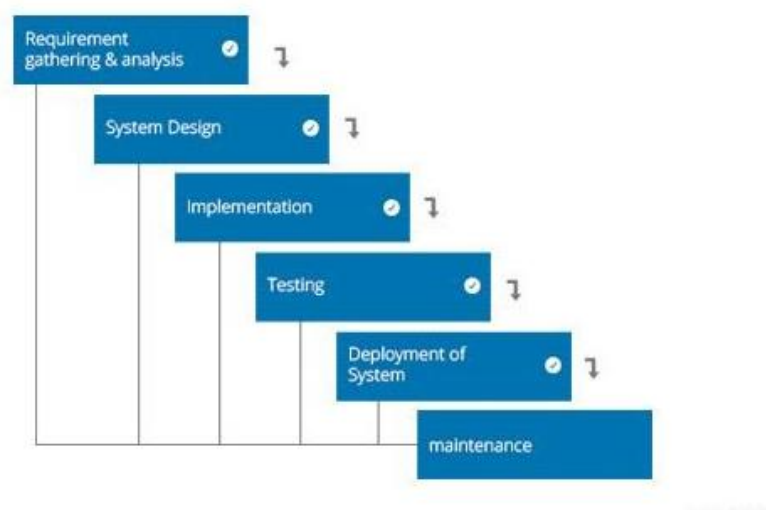 Requirement
gathering & analysis
System Design
Implementation
Testing
Deployment of
System
maintenance